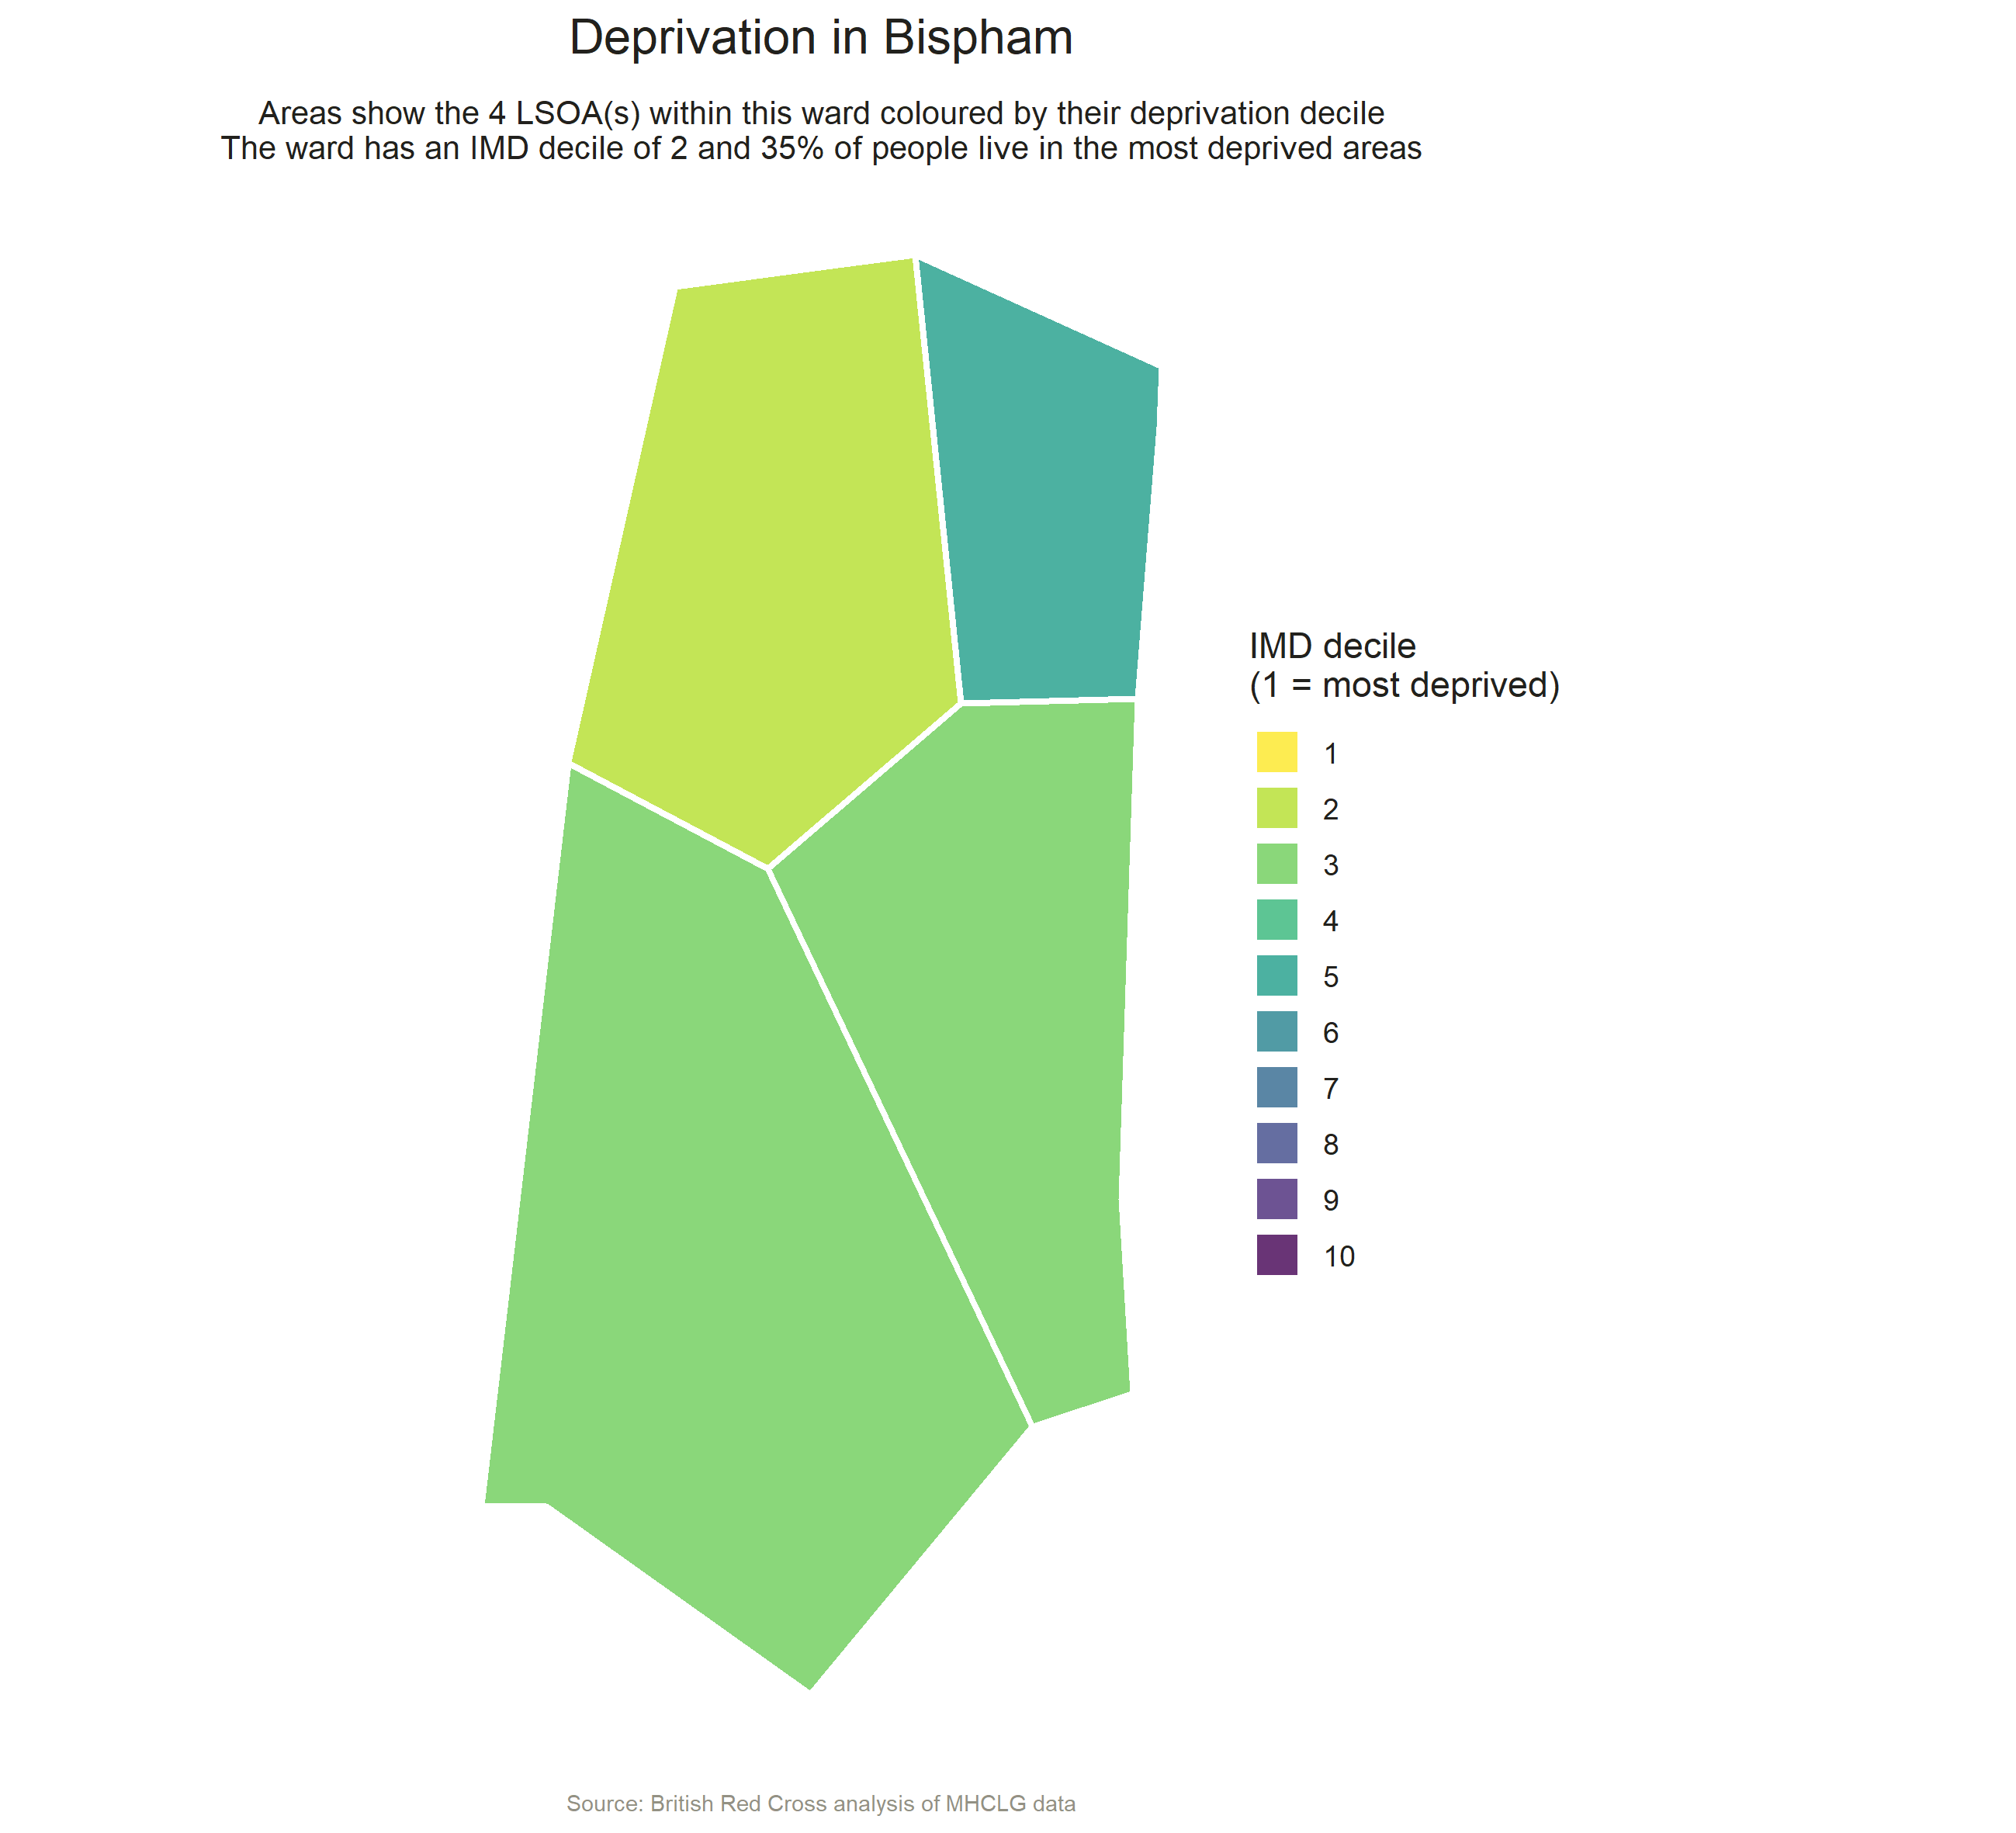 Deprivation in Bispham
Areas show the 4 LSOA(s) within this ward coloured by their deprivation decile
The ward has an IMD decile of 2 and 35% of people live in the most deprived areas
IMD decile
(1 = most deprived)
1
2
3
4
5
6
7
8
9
10
Source: British Red Cross analysis of MHCLG data